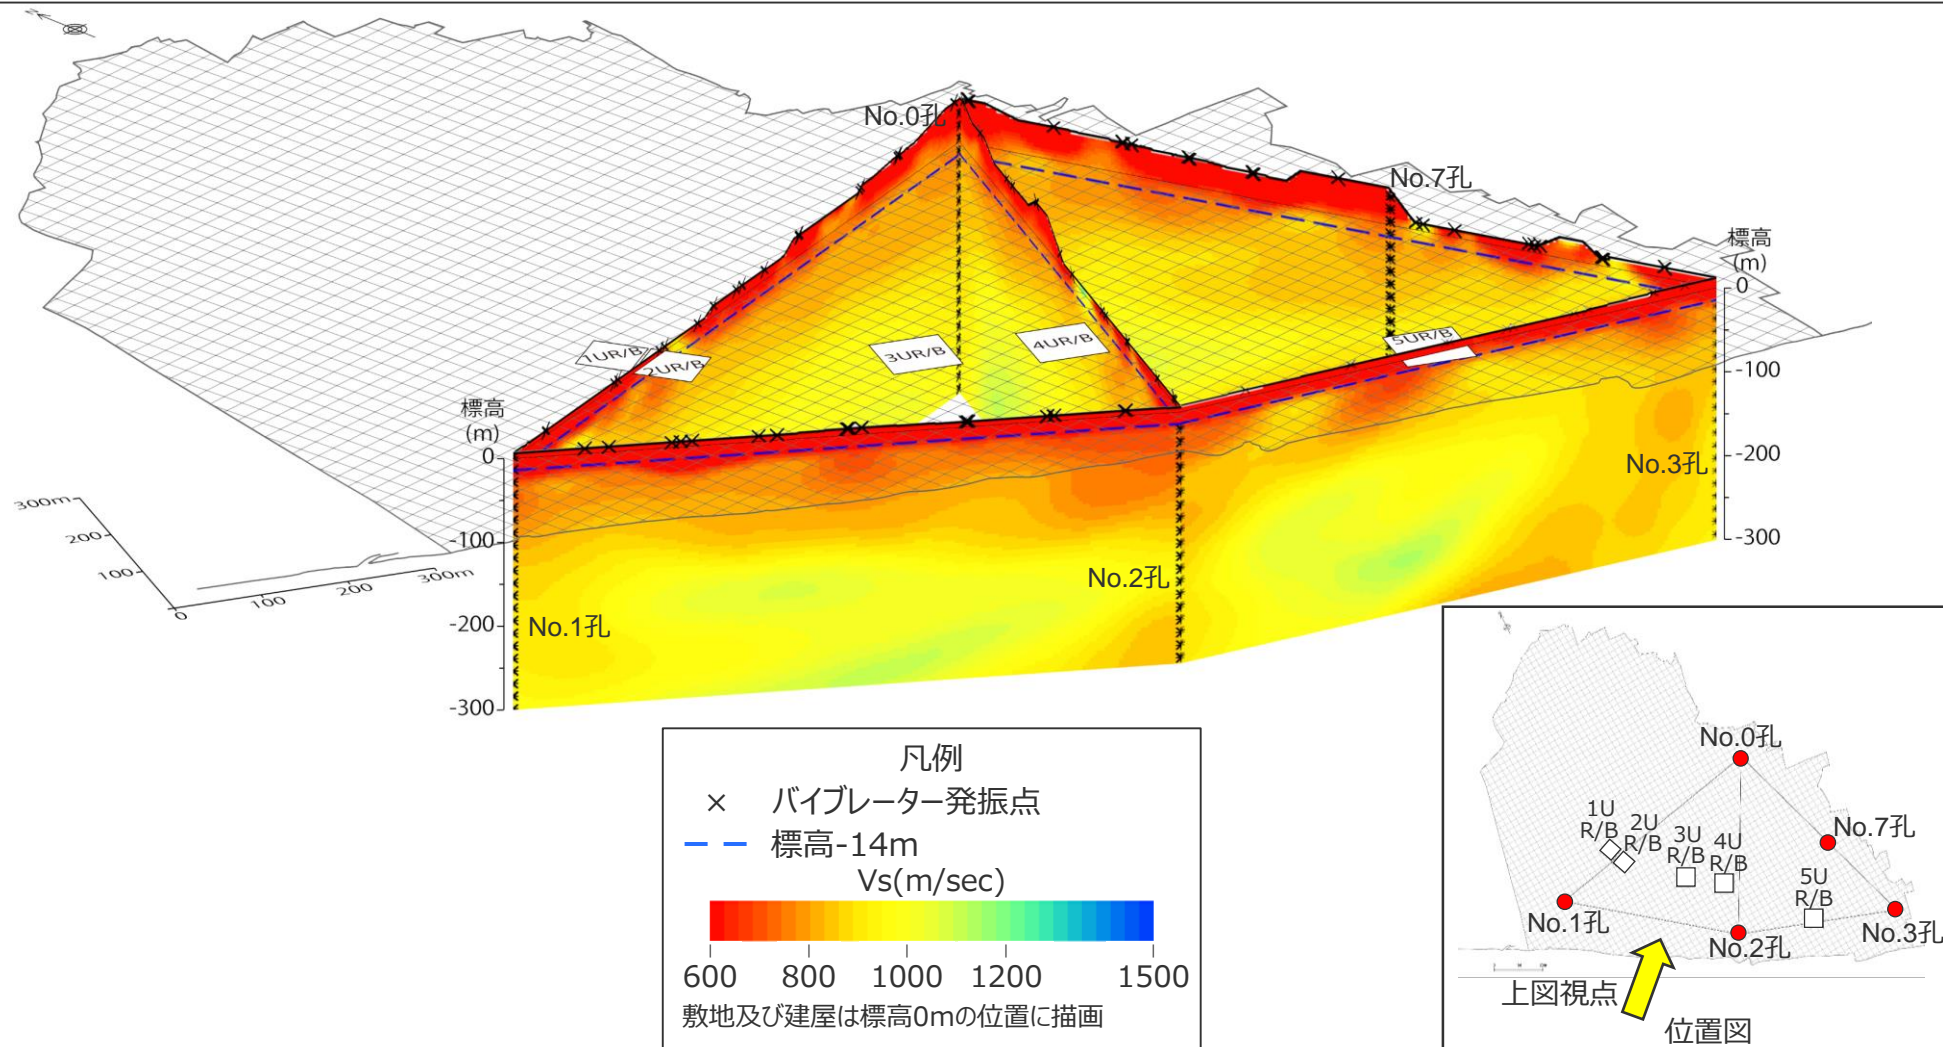 No.0孔
No.7孔
標高
(m)
0
-100
-200
-300
1UR/B
2UR/B
3UR/B
4UR/B
5UR/B
標高
(m)
0
-100
-200
-300
No.3孔
No.2孔
No.1孔
300m
200
100
0
100
200
300m
凡例
× バイブレーター発振点
標高-14m
Vs(m/sec)
600 800 1000 1200 1500
敷地及び建屋は標高0mの位置に描画
No.0孔
No.7孔
1U
R/B
2U
R/B
3U
R/B
4U
R/B
5U
R/B
No.1孔
No.2孔
No.3孔
上図視点
位置図